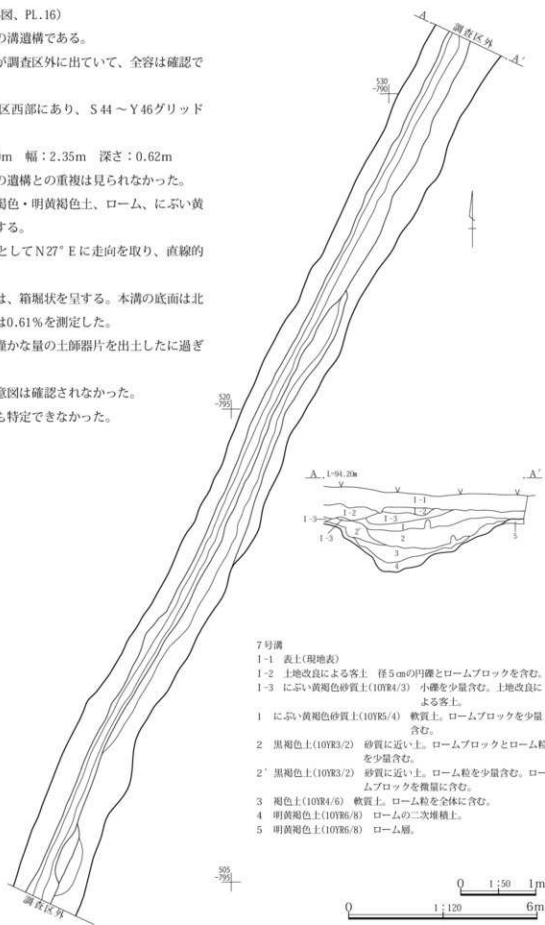 図、PL.16)
の溝遺構である。
が調査区外に出ていて、全容は確認で
区西部にあり、S44～Y46グリッド
m 幅：2.35m 深さ：0.62m
の遺構との重複は見られなかった。
褐色・明黄褐色土、ローム、にぶい黄
する。
としてN27°Eに走向を取り、直線的
は、箱堀状を呈する。本溝の底面は北
は0.61%を測定した。
僅かな量の土師器片を出土したに過ぎ
意図は確認されなかった。
も特定できなかった。
A 調査区外 A'
530
-790
520
-795
505
-795
調査区外
A L=94.20m A'
I-1
I-2 I-2
I-3 I-3
I-3
1
2' 2
3
4
5
7号溝
I-1 表土(現地表)
I-2 土地改良による客土 径5cmの円礫とロームブロックを含む。
I-3 にぶい黄褐色砂質土(10YR4/3) 小礫を少量含む。土地改良に
よる客土。
1 にぶい黄褐色砂質土(10YR5/4) 軟質土。ロームブロックを少量
含む。
2 黒褐色土(10YR3/2) 砂質に近い土。ロームブロックとローム粒
を少量含む。
2' 黒褐色土(10YR3/2) 砂質に近い土。ローム粒を少量含む。ロー
ムブロックを微量に含む。
3 褐色土(10YR4/6) 軟質土。ローム粒を全体に含む。
4 明黄褐色土(10YR6/8) ロームの二次堆積土。
5 明黄褐色土(10YR6/8) ローム層。
0 1:50 1m
0 1:120 6m